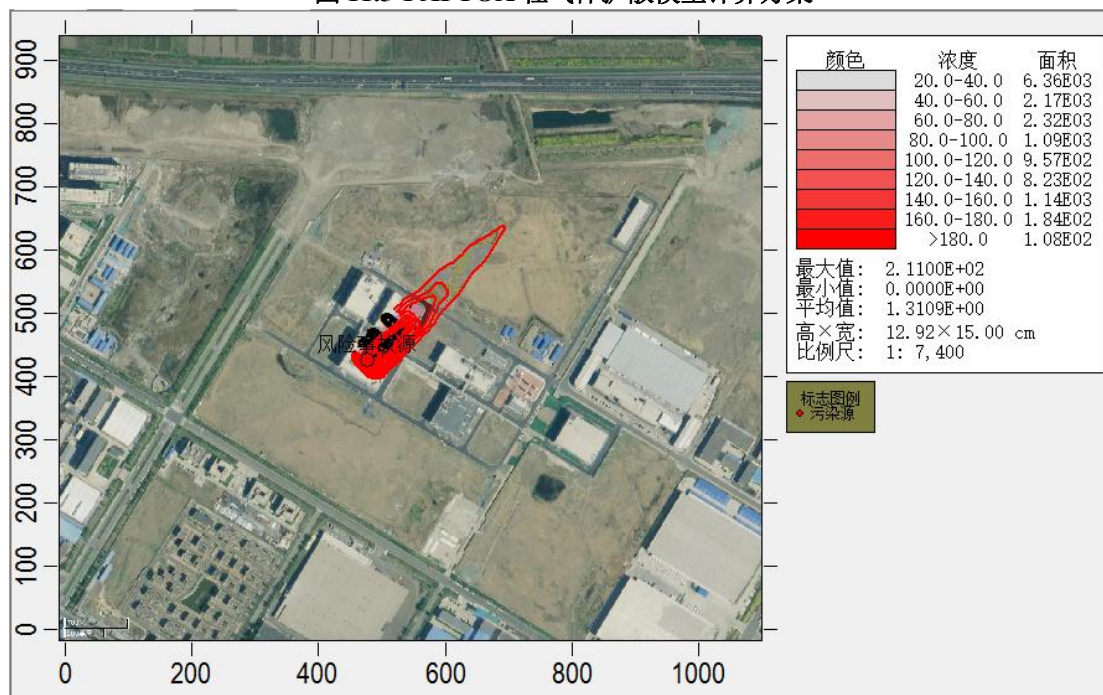 颜色 浓度 面积
20.0-40.0 6.36E03
40.0-60.0 2.17E03
60.0-80.0 2.32E03
80.0-100.0 1.09E03
100.0-120.0 9.57E02
120.0-140.0 8.23E02
140.0-160.0 1.14E03
160.0-180.0 1.84E02
>180.0 1.08E02
最大值: 2.1100E+02
最小值: 0.0000E+00
平均值: 1.3109E+00
高×宽: 12.92×15.00 cm
比例尺: 1: 7,400
标志图例
污染源
风险事故源
900
800
700
600
500
400
300
200
100
0
0 200 400 600 800 1000